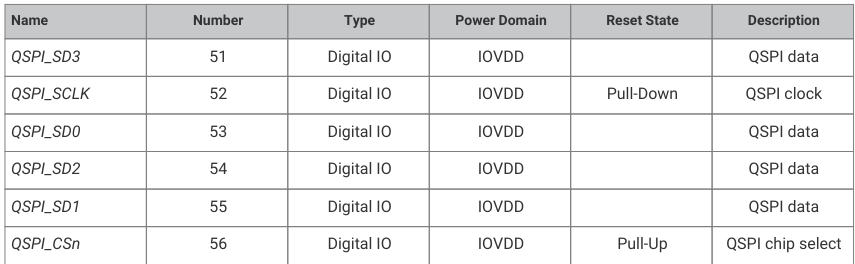 Name Number Type Power Domain Reset State Description
QSPI_SD3 51 Digital IO IOVDD QSPI data
QSPI_SCLK 52 Digital IO IOVDD Pull-Down QSPI clock
QSPI_SD0 53 Digital IO IOVDD QSPI data
QSPI_SD2 54 Digital IO IOVDD QSPI data
QSPI_SD1 55 Digital IO IOVDD QSPI data
QSPI_CSn 56 Digital IO IOVDD Pull-Up QSPI chip select